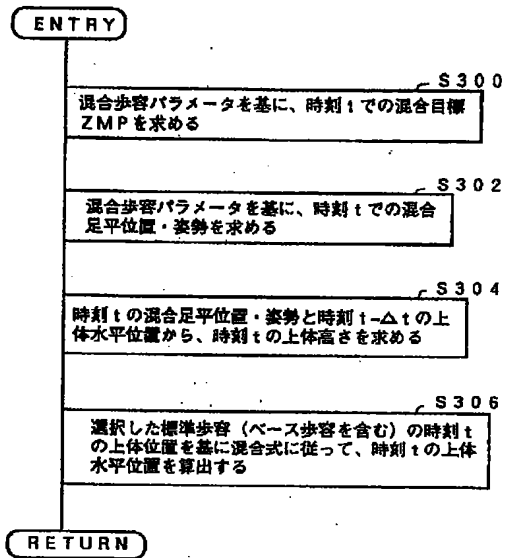 ENTRY
S300
混合歩容パラメータを基に、時刻tでの混合目標
ZMPを求める
S302
混合歩容パラメータを基に、時刻tでの混合
足平位置・姿勢を求める
S304
時刻tの混合足平位置・姿勢と時刻t-Δtの上
体水平位置から、時刻tの上体高さを求める
S306
選択した標準歩容(ベース歩容を含む)の時刻t
の上体位置を基に混合式に従って、時刻tの上体
水平位置を算出する
RETURN